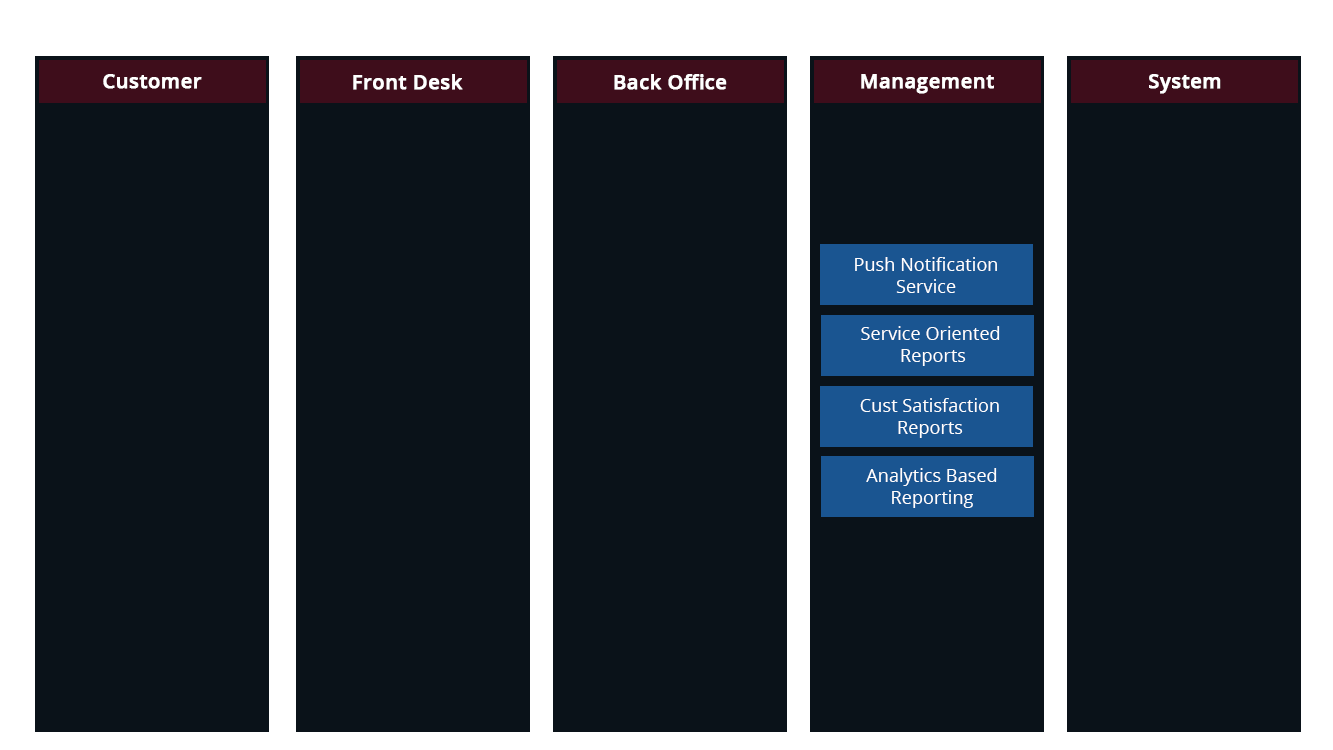 Customer
Front Desk
Back Office
Management
System
Push Notification
Service
Service Oriented
Reports
Cust Satisfaction
Reports
Analytics Based
Reporting